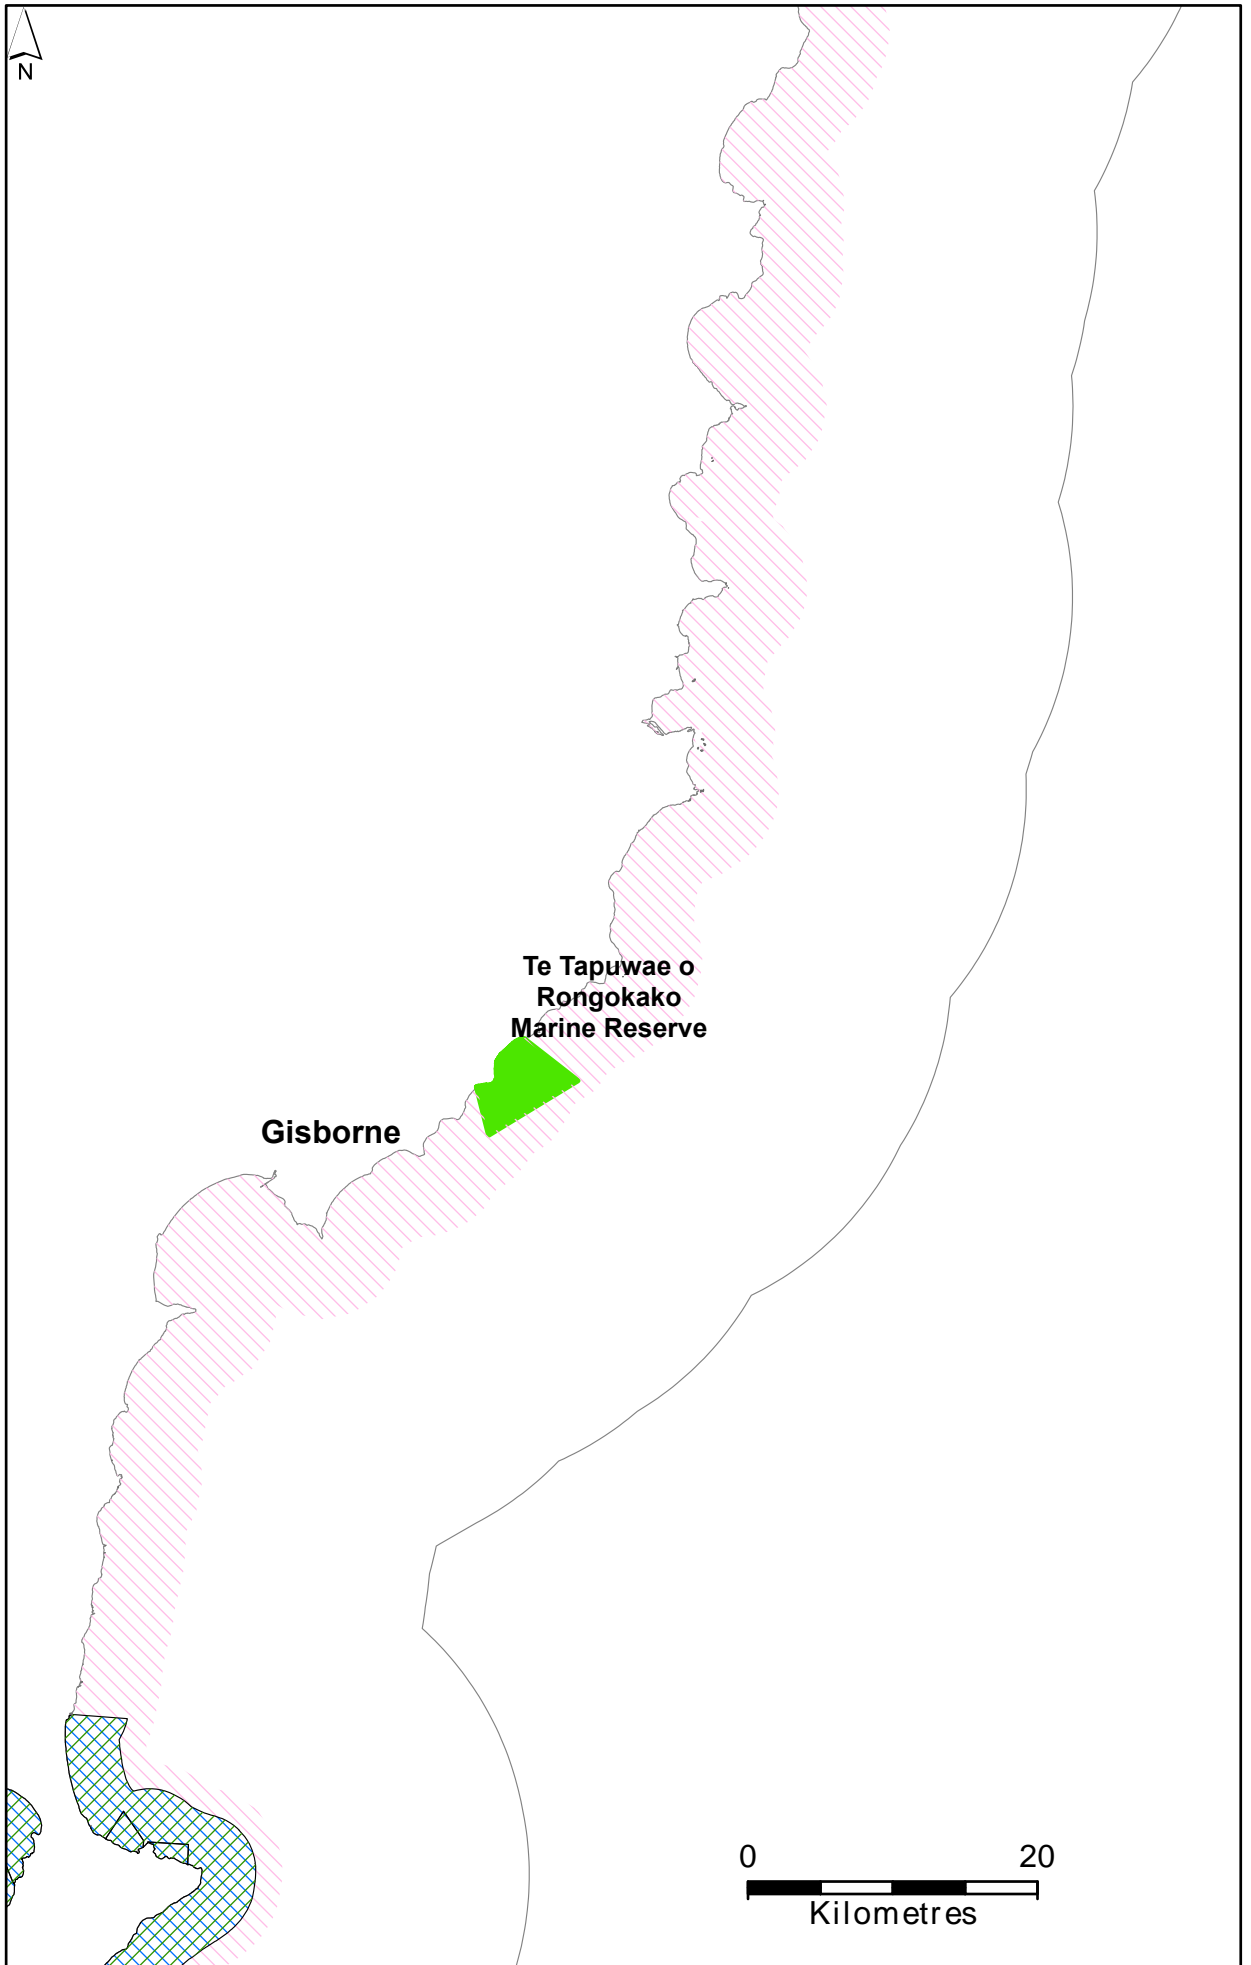 N
Te Tapuwae o
Rongokako
Marine Reserve
Gisborne
0 20
Kilometres